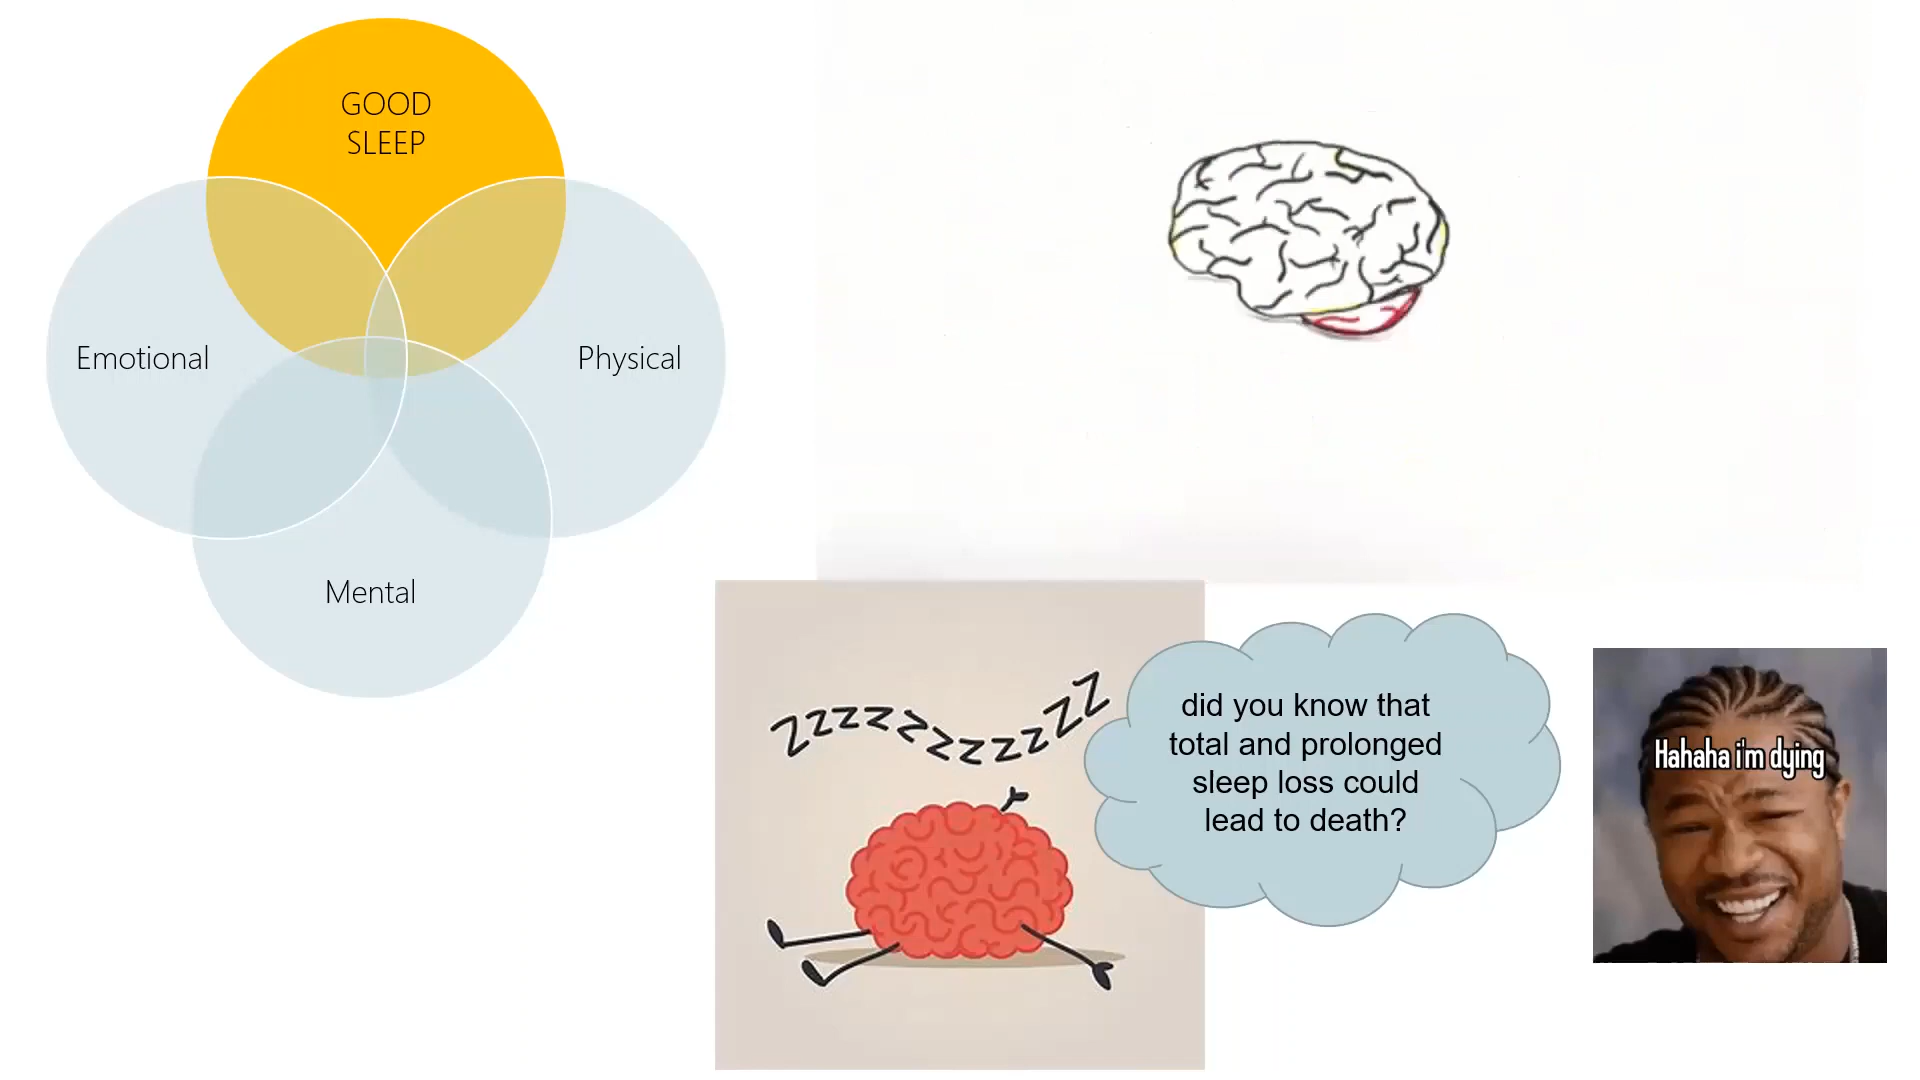 GOOD
SLEEP
Emotional
Physical
Mental
zzzzzzzzzzZZ
did you know that
total and prolonged
sleep loss could
lead to death?
Hahaha i'm dying